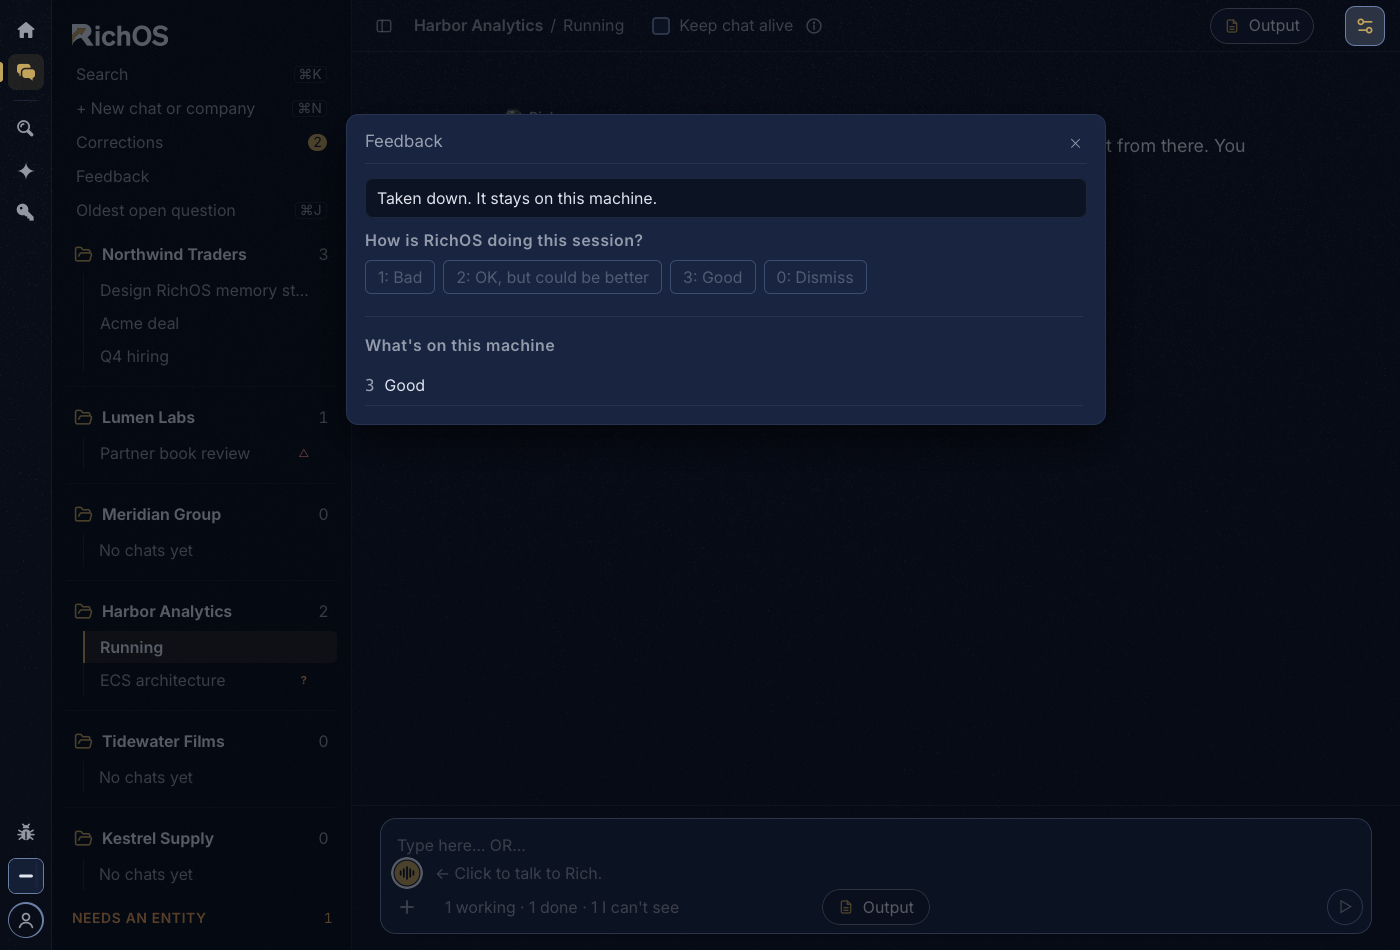 RichOS
Search ⌘K
+ New chat or company ⌘N
Corrections 2
Feedback
Oldest open question ⌘J
Northwind Traders 3
Design RichOS memory st...
Acme deal
Q4 hiring
Lumen Labs 1
Partner book review
Meridian Group 0
No chats yet
Harbor Analytics 2
Running
ECS architecture ?
Tidewater Films 0
No chats yet
Kestrel Supply 0
No chats yet
NEEDS AN ENTITY 1
Harbor Analytics / Running
Keep chat alive
Output
from there. You
Feedback
Taken down. It stays on this machine.
How is RichOS doing this session?
1: Bad
2: OK, but could be better
3: Good
0: Dismiss
What's on this machine
3 Good
Type here... OR...
← Click to talk to Rich.
1 working · 1 done · 1 I can't see
Output